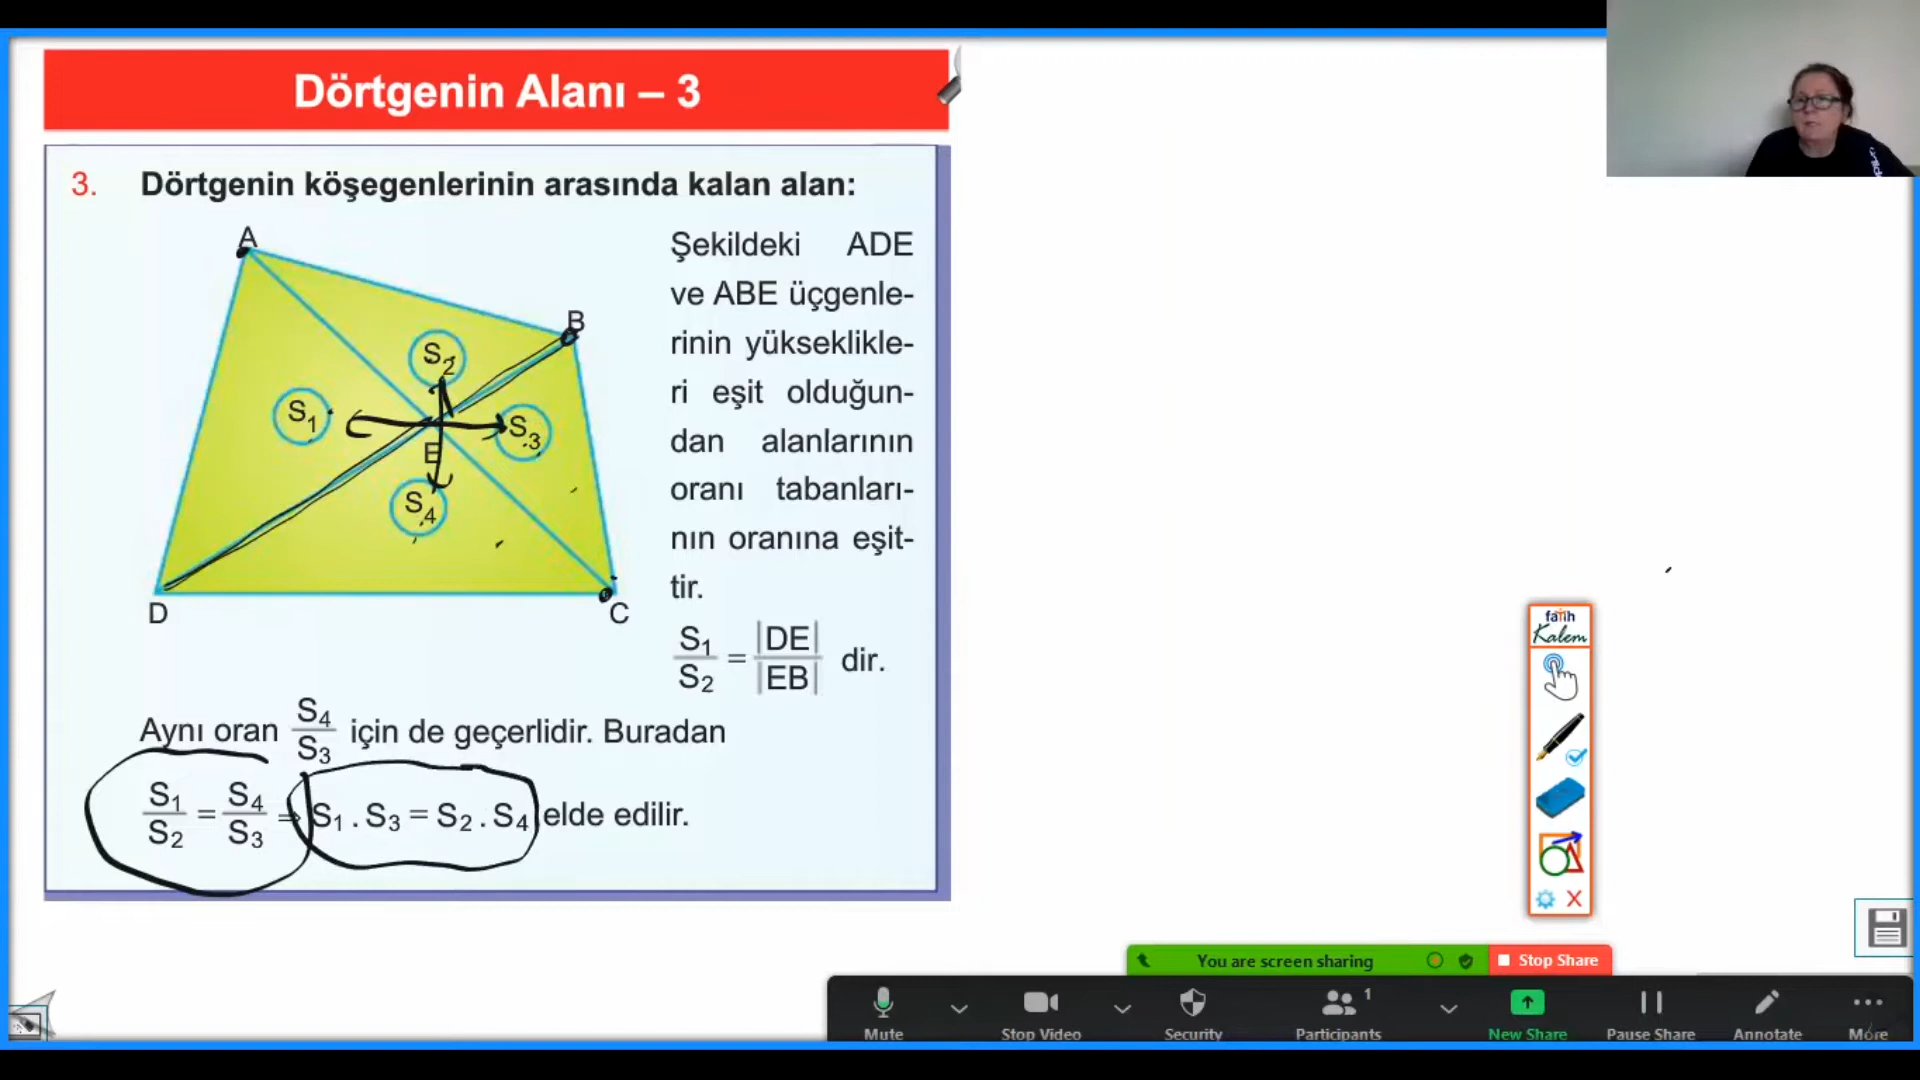 Dörtgenin Alanı – 3
3. Dörtgenin köşegenlerinin arasında kalan alan:
A
B
S2
S1
S3
E
S4
D
C
Şekildeki ADE
ve ABE üçgenle-
rinin yükseklikle-
ri eşit olduğun-
dan alanlarının
oranı tabanları-
nın oranına eşit-
tir.
S1/S2 = |DE|/|EB| dir.
Aynı oran S4/S3 için de geçerlidir. Buradan
S1/S2 = S4/S3 ⇒ S1 . S3 = S2 . S4 elde edilir.
fatih
Kalem
You are screen sharing
Stop Share
Mute
Stop Video
Security
Participants
1
New Share
Pause Share
Annotate
More